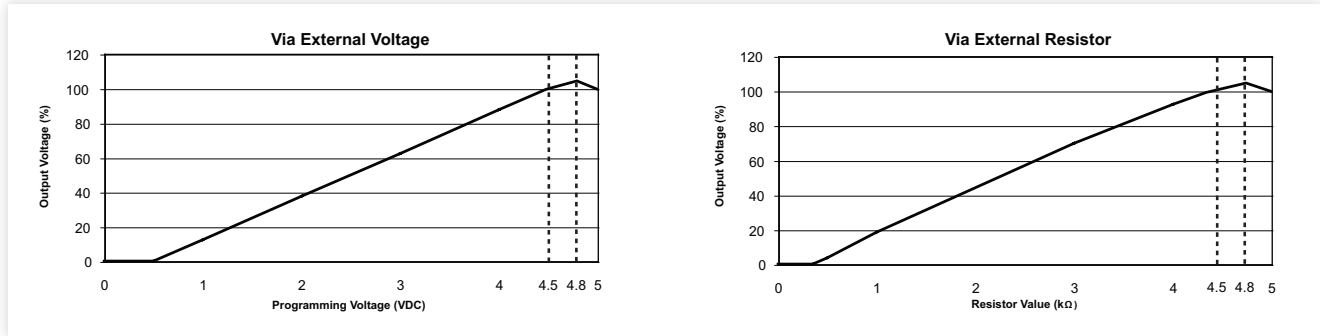 Via External Voltage
Output Voltage (%)
120
100
80
60
40
20
0
0 1 2 3 4 4.5 4.8 5
Programming Voltage (VDC)
Via External Resistor
Output Voltage (%)
120
100
80
60
40
20
0
0 1 2 3 4 4.5 4.8 5
Resistor Value (kΩ)